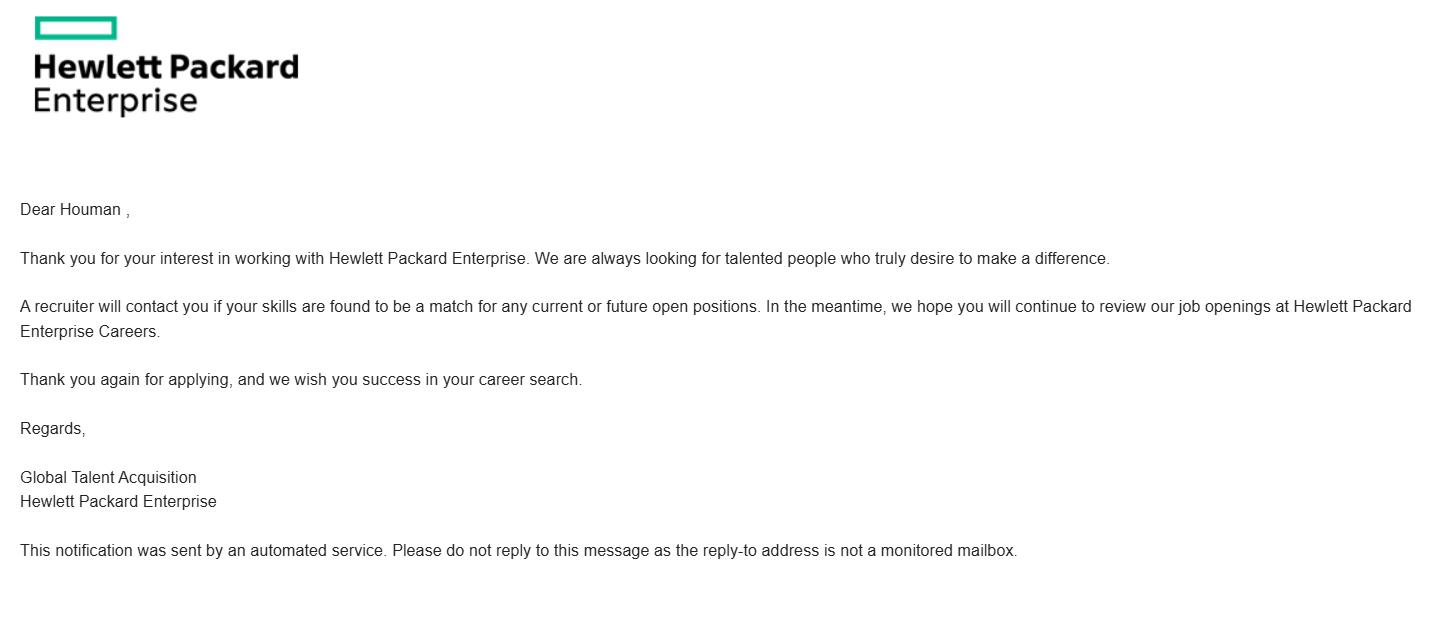 Hewlett Packard
Enterprise
Dear Houman ,
Thank you for your interest in working with Hewlett Packard Enterprise. We are always looking for talented people who truly desire to make a difference.
A recruiter will contact you if your skills are found to be a match for any current or future open positions. In the meantime, we hope you will continue to review our job openings at Hewlett Packard
Enterprise Careers.
Thank you again for applying, and we wish you success in your career search.
Regards,
Global Talent Acquisition
Hewlett Packard Enterprise
This notification was sent by an automated service. Please do not reply to this message as the reply-to address is not a monitored mailbox.